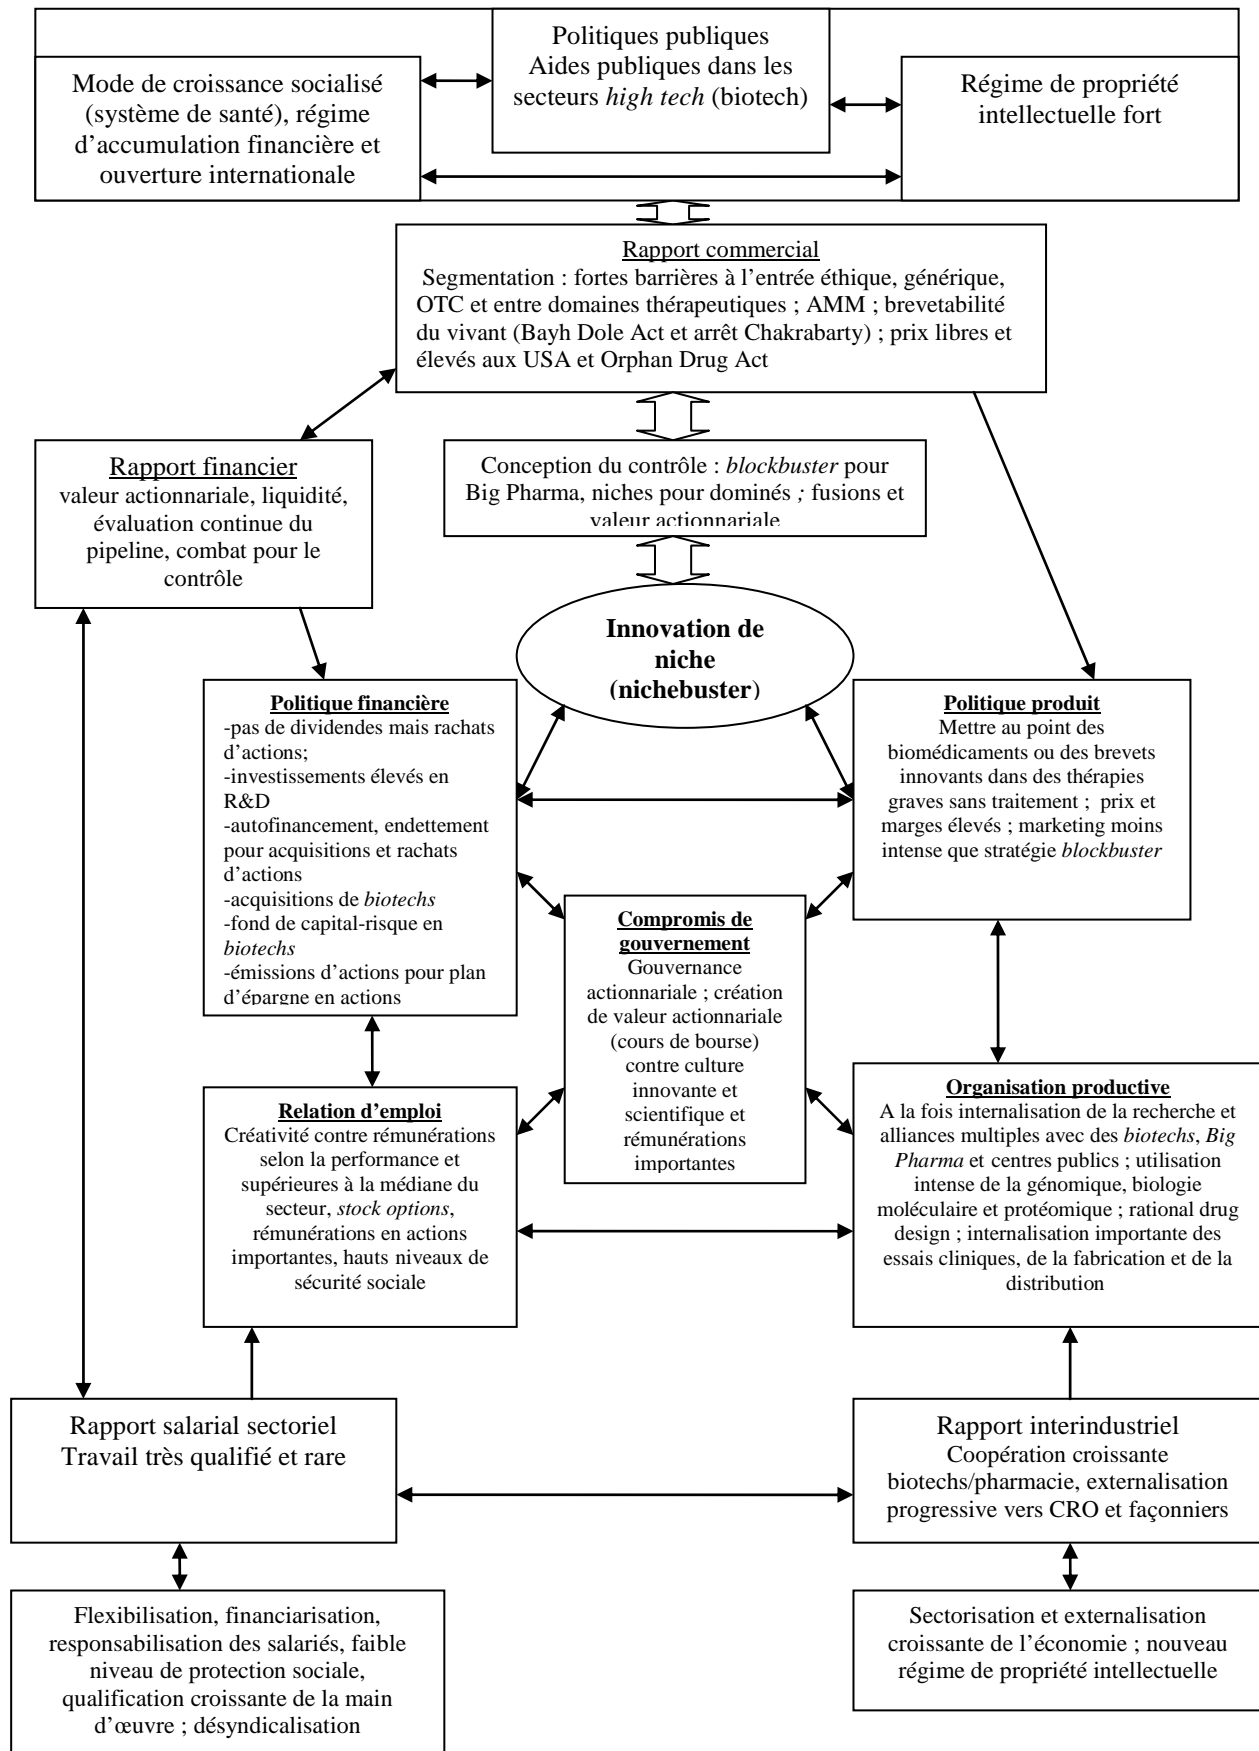 Politiques publiques
Aides publiques dans les
secteurs high tech (biotech)
Mode de croissance socialisé
(système de santé), régime
d’accumulation financière et
ouverture internationale
Régime de propriété
intellectuelle fort
Rapport commercial
Segmentation : fortes barrières à l’entrée éthique, générique,
OTC et entre domaines thérapeutiques ; AMM ; brevetabilité
du vivant (Bayh Dole Act et arrêt Chakrabarty) ; prix libres et
élevés aux USA et Orphan Drug Act
Rapport financier
valeur actionnariale, liquidité,
évaluation continue du
pipeline, combat pour le
contrôle
Conception du contrôle : blockbuster pour
Big Pharma, niches pour dominés ; fusions et
valeur actionnariale
Innovation de
niche
(nichebuster)
Politique financière
-pas de dividendes mais rachats
d’actions;
-investissements élevés en
R&D
-autofinancement, endettement
pour acquisitions et rachats
d’actions
-acquisitions de biotechs
-fond de capital-risque en
biotechs
-émissions d’actions pour plan
d’épargne en actions
Politique produit
Mettre au point des
biomédicaments ou des brevets
innovants dans des thérapies
graves sans traitement ; prix et
marges élevés ; marketing moins
intense que stratégie blockbuster
Compromis de
gouvernement
Gouvernance
actionnariale ; création
de valeur actionnariale
(cours de bourse)
contre culture
innovante et
scientifique et
rémunérations
importantes
Relation d’emploi
Créativité contre rémunérations
selon la performance et
supérieures à la médiane du
secteur, stock options,
rémunérations en actions
importantes, hauts niveaux de
sécurité sociale
Organisation productive
A la fois internalisation de la recherche et
alliances multiples avec des biotechs, Big
Pharma et centres publics ; utilisation
intense de la génomique, biologie
moléculaire et protéomique ; rational drug
design ; internalisation importante des
essais cliniques, de la fabrication et de la
distribution
Rapport salarial sectoriel
Travail très qualifié et rare
Rapport interindustriel
Coopération croissante
biotechs/pharmacie, externalisation
progressive vers CRO et façonniers
Flexibilisation, financiarisation,
responsabilisation des salariés, faible
niveau de protection sociale,
qualification croissante de la main
d’œuvre ; désyndicalisation
Sectorisation et externalisation
croissante de l’économie ; nouveau
régime de propriété intellectuelle